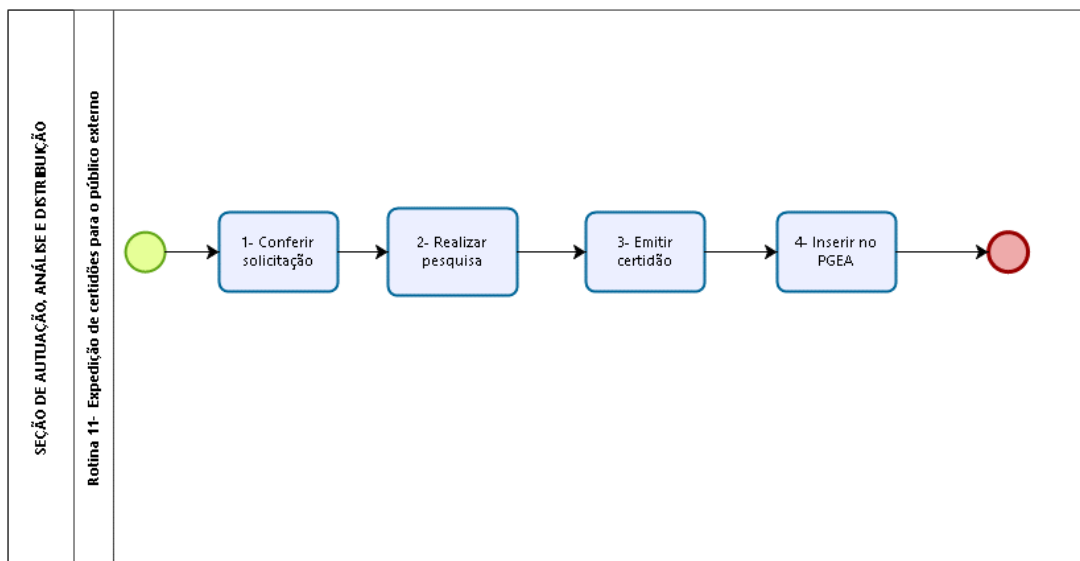 SEÇÃO DE AUTUAÇÃO, ANÁLISE E DISTRIBUIÇÃO
Rotina 11- Expedição de certidões para o público externo
1- Conferir
solicitação
2- Realizar
pesquisa
3- Emitir
certidão
4- Inserir no
PGEA